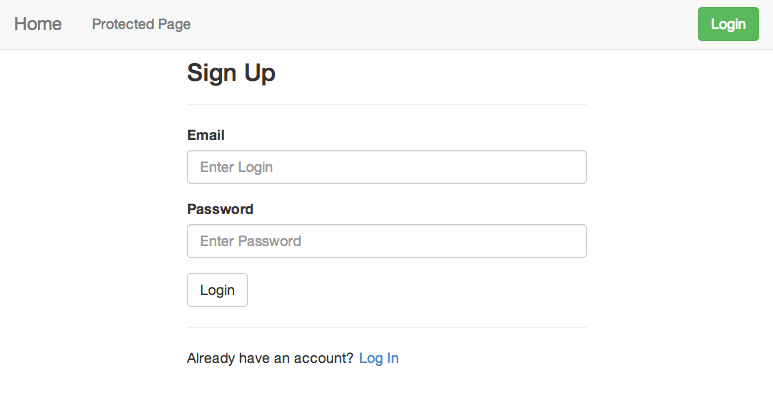 Home Protected Page Login
Sign Up
Email
Enter Login
Password
Enter Password
Login
Already have an account? Log In